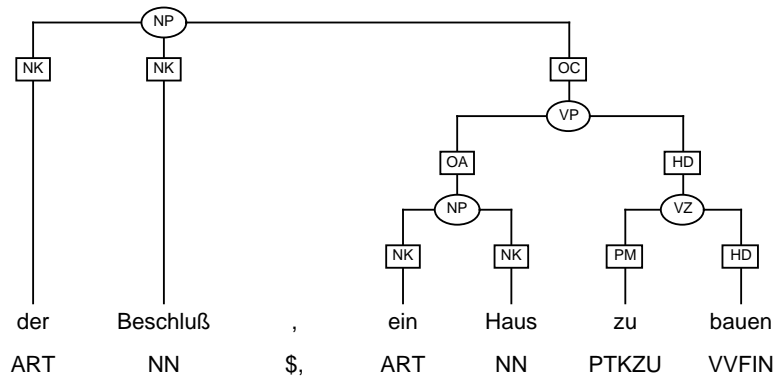 NP
NK NK OC
VP
OA HD
NP VZ
NK NK PM HD
der Beschluß , ein Haus zu bauen
ART NN $, ART NN PTKZU VVFIN